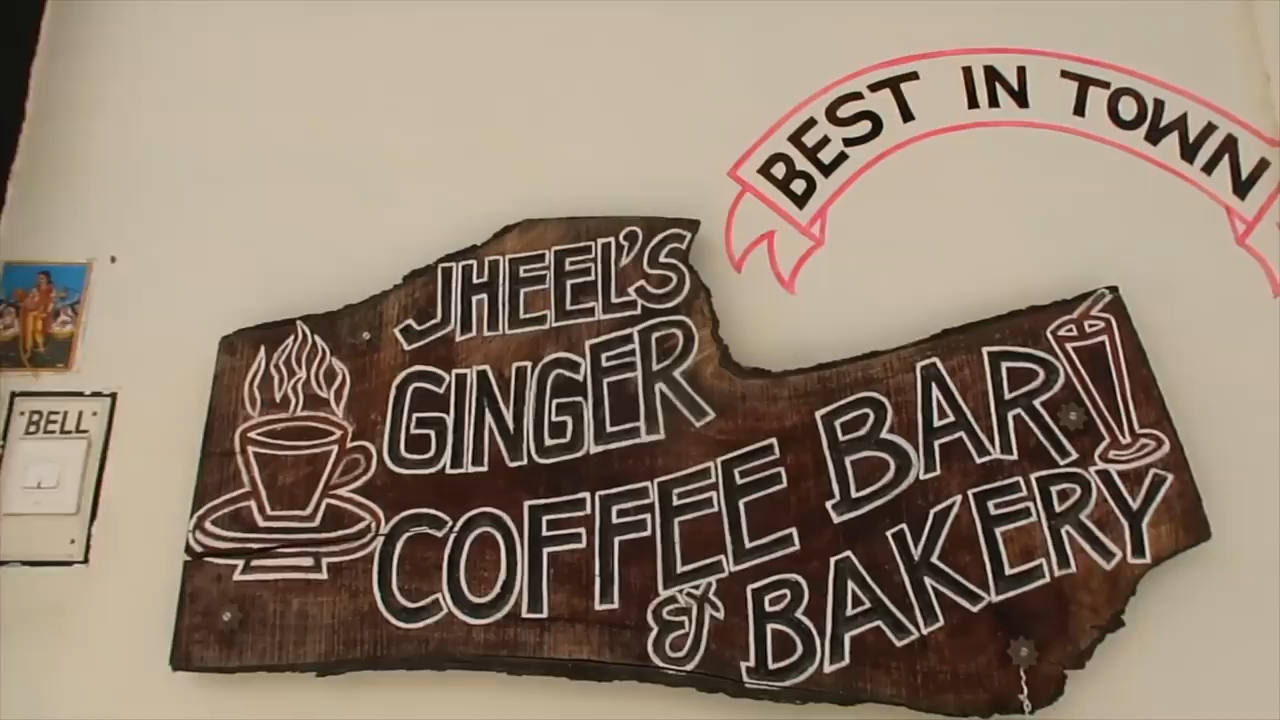 BEST IN TOWN
JHEEL'S
GINGER
COFFEE BAR
& BAKERY
"BELL"